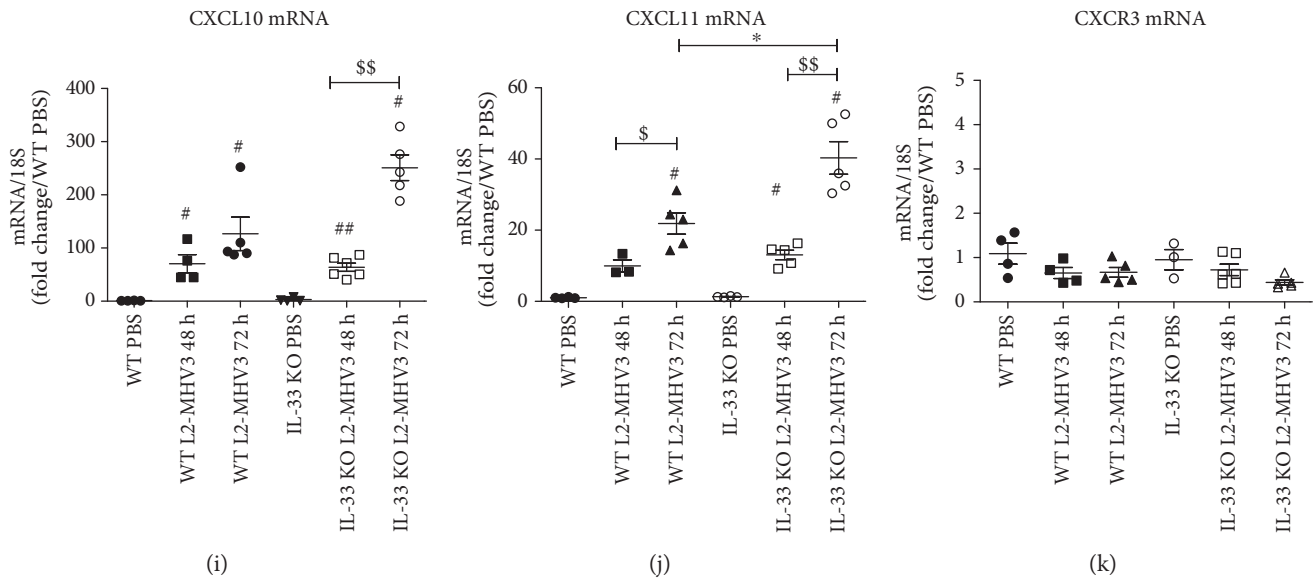 CXCL10 mRNA
mRNA/18S
(fold change/WT PBS)
400
300
200
100
0
#
#
##
$$
#
WT PBS
WT L2-MHV3 48 h
WT L2-MHV3 72 h
IL-33 KO PBS
IL-33 KO L2-MHV3 48 h
IL-33 KO L2-MHV3 72 h
(i)
CXCL11 mRNA
mRNA/18S
(fold change/WT PBS)
60
40
20
0
*
$$
$
#
#
#
WT PBS
WT L2-MHV3 48 h
WT L2-MHV3 72 h
IL-33 KO PBS
IL-33 KO L2-MHV3 48 h
IL-33 KO L2-MHV3 72 h
(j)
CXCR3 mRNA
mRNA/18S
(fold change/WT PBS)
5
4
3
2
1
0
WT PBS
WT L2-MHV3 48 h
WT L2-MHV3 72 h
IL-33 KO PBS
IL-33 KO L2-MHV3 48 h
IL-33 KO L2-MHV3 72 h
(k)